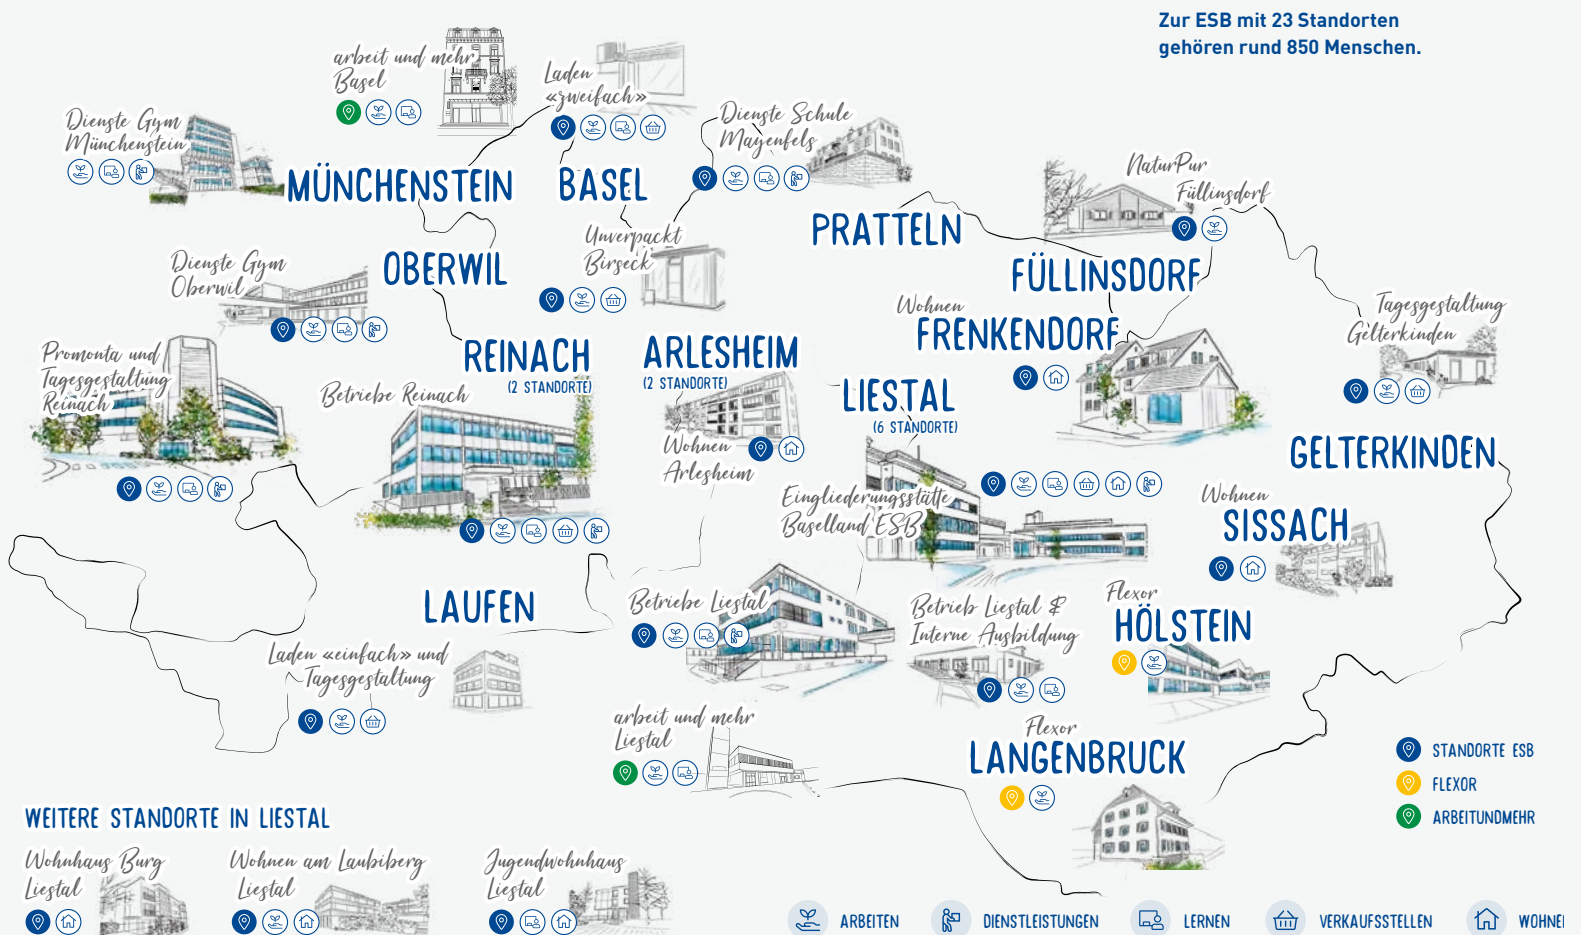 Zur ESB mit 23 Standorten
gehören rund 850 Menschen.
arbeit und mehr
Basel
Laden
«zweifach»
Dienste Gym
Münchenstein
Dienste Schule
Mayenfels
MÜNCHENSTEIN
BASEL
NaturPur
Füllinsdorf
PRATTELN
Unverpackt
Birseck
Dienste Gym
Oberwil
OBERWIL
FÜLLINSDORF
Wohnen
FRENKENDORF
Tagesgestaltung
Gelterkinden
Promonta und
Tagesgestaltung
Reinach
REINACH
(2 STANDORTE)
Betriebe Reinach
ARLESHEIM
(2 STANDORTE)
LIESTAL
(6 STANDORTE)
Wohnen
Arlesheim
GELTERKINDEN
Eingliederungsstätte
Baselland ESB
Wohnen
SISSACH
LAUFEN
Betriebe Liestal
Betrieb Liestal &
Interne Ausbildung
Flexor
HÖLSTEIN
Laden «einfach» und
Tagesgestaltung
arbeit und mehr
Liestal
Flexor
LANGENBRUCK
STANDORTE ESB
FLEXOR
ARBEITUNDMEHR
WEITERE STANDORTE IN LIESTAL
Wohnhaus Burg
Liestal
Wohnen am Laubiberg
Liestal
Jugendwohnhaus
Liestal
ARBEITEN
DIENSTLEISTUNGEN
LERNEN
VERKAUFSSTELLEN